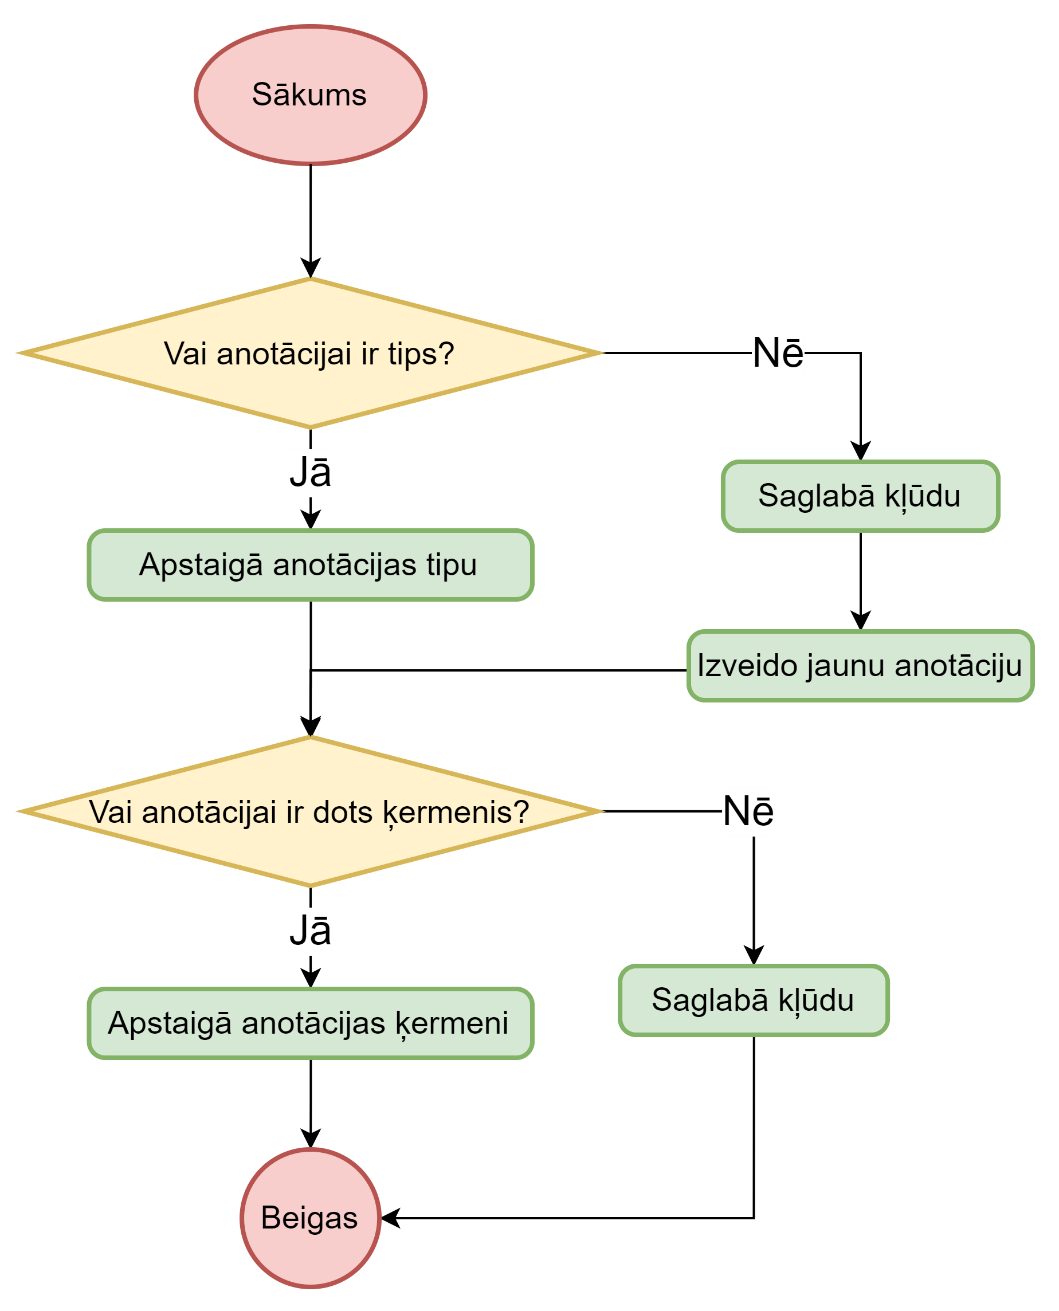 Sākums
Vai anotācijai ir tips?
Nē
Jā
Saglabā kļūdu
Apstaigā anotācijas tipu
Izveido jaunu anotāciju
Vai anotācijai ir dots ķermenis?
Nē
Jā
Saglabā kļūdu
Apstaigā anotācijas ķermeni
Beigas